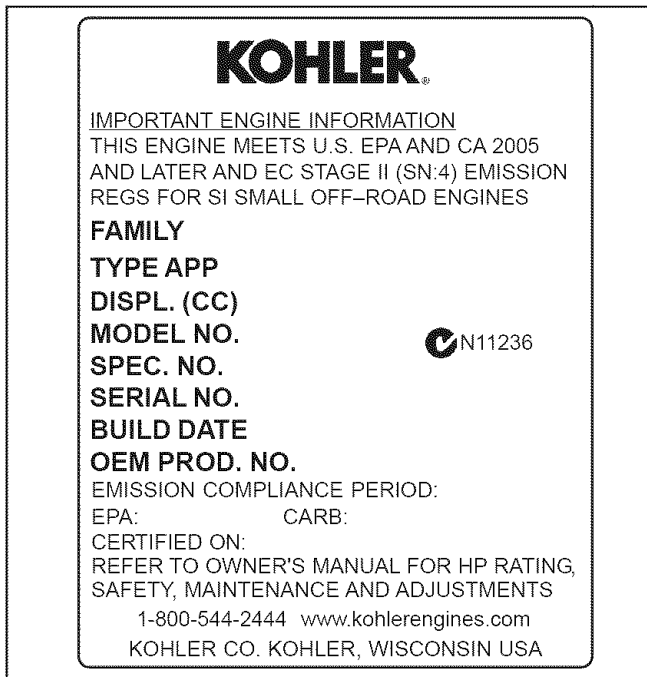 KOHLER®
IMPORTANT ENGINE INFORMATION
THIS ENGINE MEETS U.S. EPA AND CA 2005
AND LATER AND EC STAGE II (SN:4) EMISSION
REGS FOR SI SMALL OFF–ROAD ENGINES
FAMILY
TYPE APP
DISPL. (CC)
MODEL NO.
N11236
SPEC. NO.
SERIAL NO.
BUILD DATE
OEM PROD. NO.
EMISSION COMPLIANCE PERIOD:
EPA: CARB:
CERTIFIED ON:
REFER TO OWNER'S MANUAL FOR HP RATING,
SAFETY, MAINTENANCE AND ADJUSTMENTS
1-800-544-2444 www.kohlerengines.com
KOHLER CO. KOHLER, WISCONSIN USA